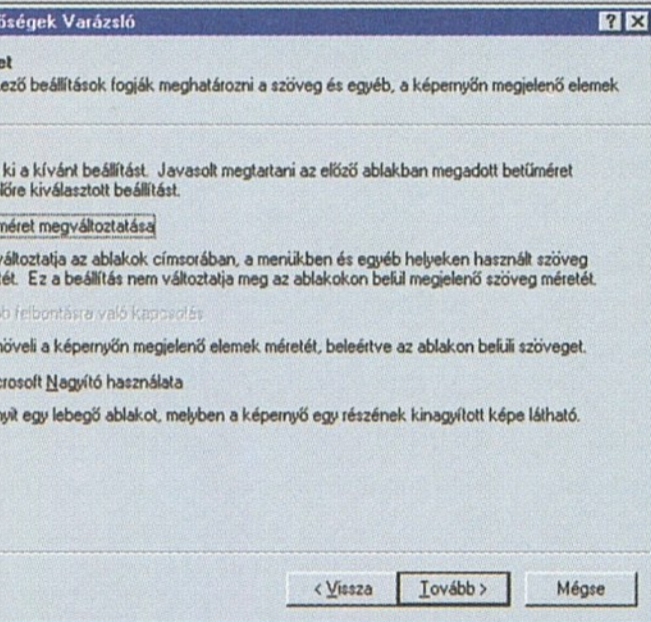 őségek Varázsló
et
ező beállítások fogják meghatározni a szöveg és egyéb, a képernyőn megjelenő elemek
ki a kívánt beállítást. Javasolt megtartani az előző ablakban megadott betűméret
lőre kiválasztott beállítást.
méret megváltoztatása
változtatja az ablakok címsorában, a menükben és egyéb helyeken használt szöveg
tét. Ez a beállítás nem változtatja meg az ablakokon belül megjelenő szöveg méretét.
b felbontásra való kapcsolás
növeli a képernyőn megjelenő elemek méretét, beleértve az ablakon belüli szöveget.
crosoft Nagyító használata
nyit egy lebegő ablakot, melyben a képernyő egy részének kinagyított képe látható.
< Vissza
Tovább >
Mégse